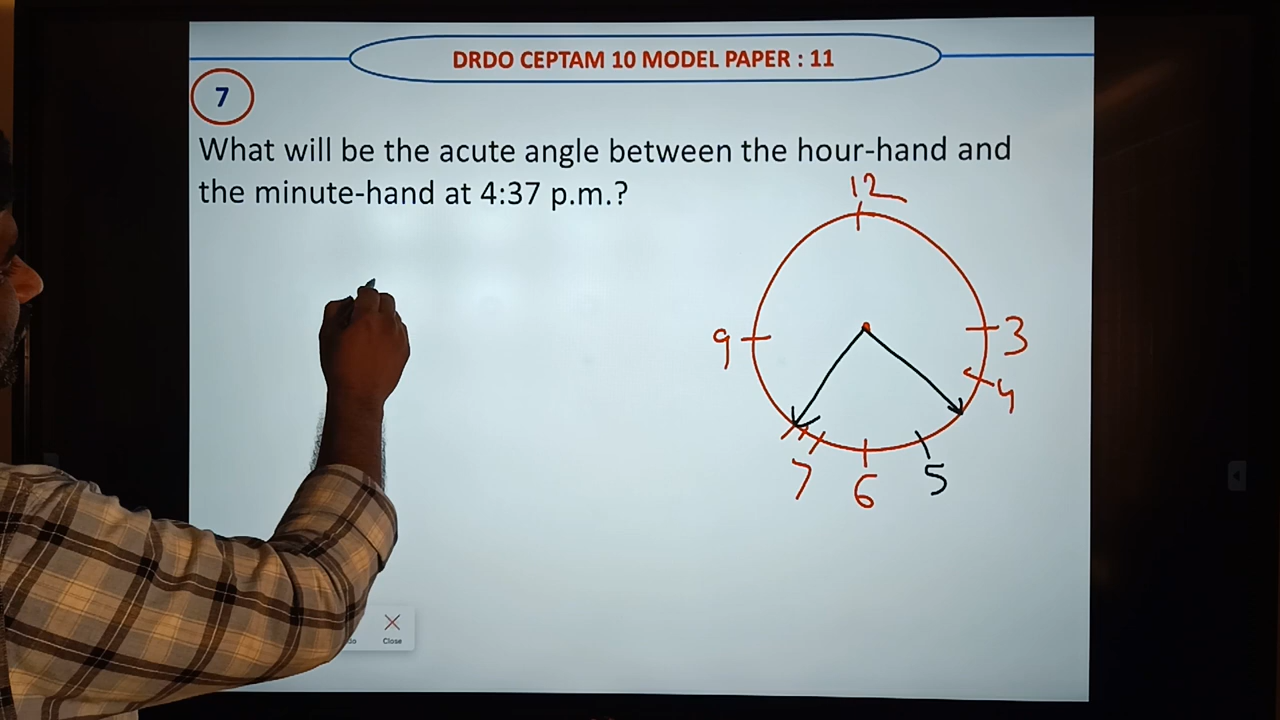 DRDO CEPTAM 10 MODEL PAPER : 11
7
What will be the acute angle between the hour-hand and
the minute-hand at 4:37 p.m.?
12
9
3
4
7
6
5
Close